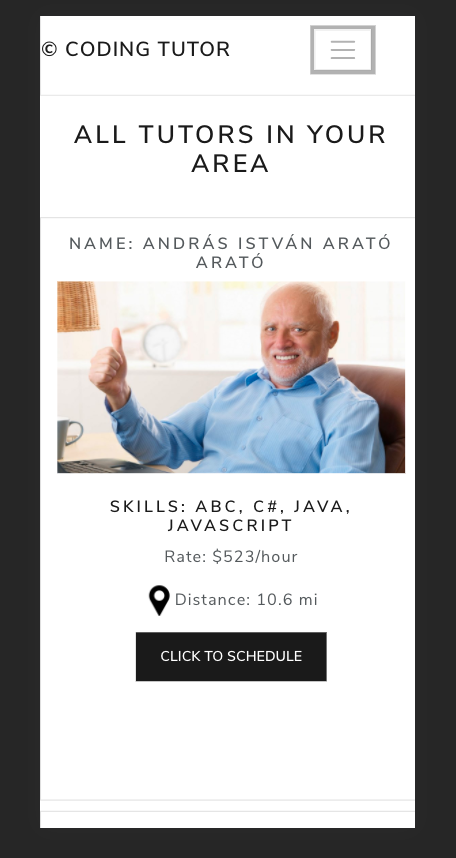 © CODING TUTOR
ALL TUTORS IN YOUR
AREA
NAME: ANDRÁS ISTVÁN ARATÓ
ARATÓ
SKILLS: ABC, C#, JAVA,
JAVASCRIPT
Rate: $523/hour
Distance: 10.6 mi
CLICK TO SCHEDULE